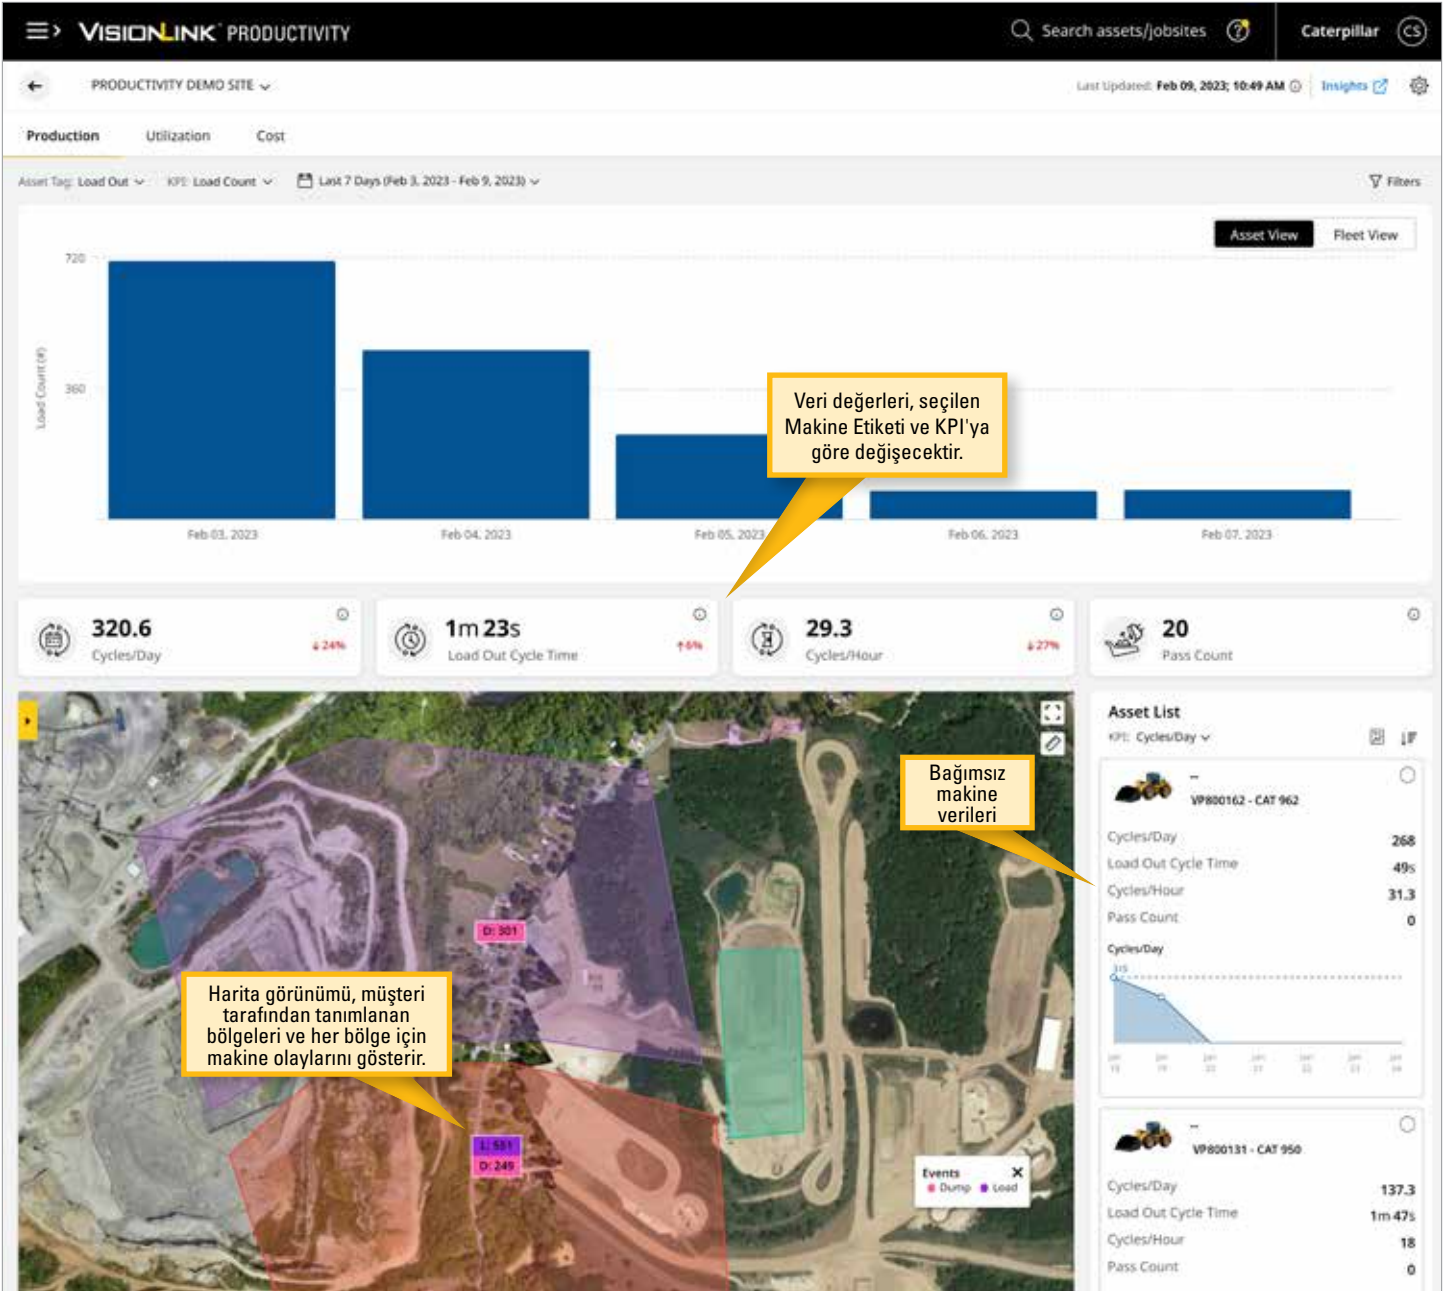 VISIONLINK PRODUCTIVITY
Search assets/jobsites
Caterpillar
CS
PRODUCTIVITY DEMO SITE
Last Updated: Feb 09, 2023; 10:49 AM
Insights
Production
Utilization
Cost
Asset Tag: Load Out
KPI: Load Count
Last 7 Days (Feb 3, 2023 - Feb 9, 2023)
Filters
Asset View
Fleet View
720
360
Load Count (#)
Feb 03, 2023
Feb 04, 2023
Feb 05, 2023
Feb 06, 2023
Feb 07, 2023
Veri değerleri, seçilen
Makine Etiketi ve KPI'ya
göre değişecektir.
320.6
Cycles/Day
24%
1m 23s
Load Out Cycle Time
6%
29.3
Cycles/Hour
27%
20
Pass Count
D: 301
Harita görünümü, müşteri
tarafından tanımlanan
bölgeleri ve her bölge için
makine olaylarını gösterir.
L: 551
D: 249
Events
Dump
Load
Bağımsız
makine
verileri
Asset List
KPI: Cycles/Day
--
VP800162 - CAT 962
Cycles/Day
268
Load Out Cycle Time
49s
Cycles/Hour
31.3
Pass Count
0
Cycles/Day
--
VP800131 - CAT 950
Cycles/Day
137.3
Load Out Cycle Time
1m 47s
Cycles/Hour
18
Pass Count
0